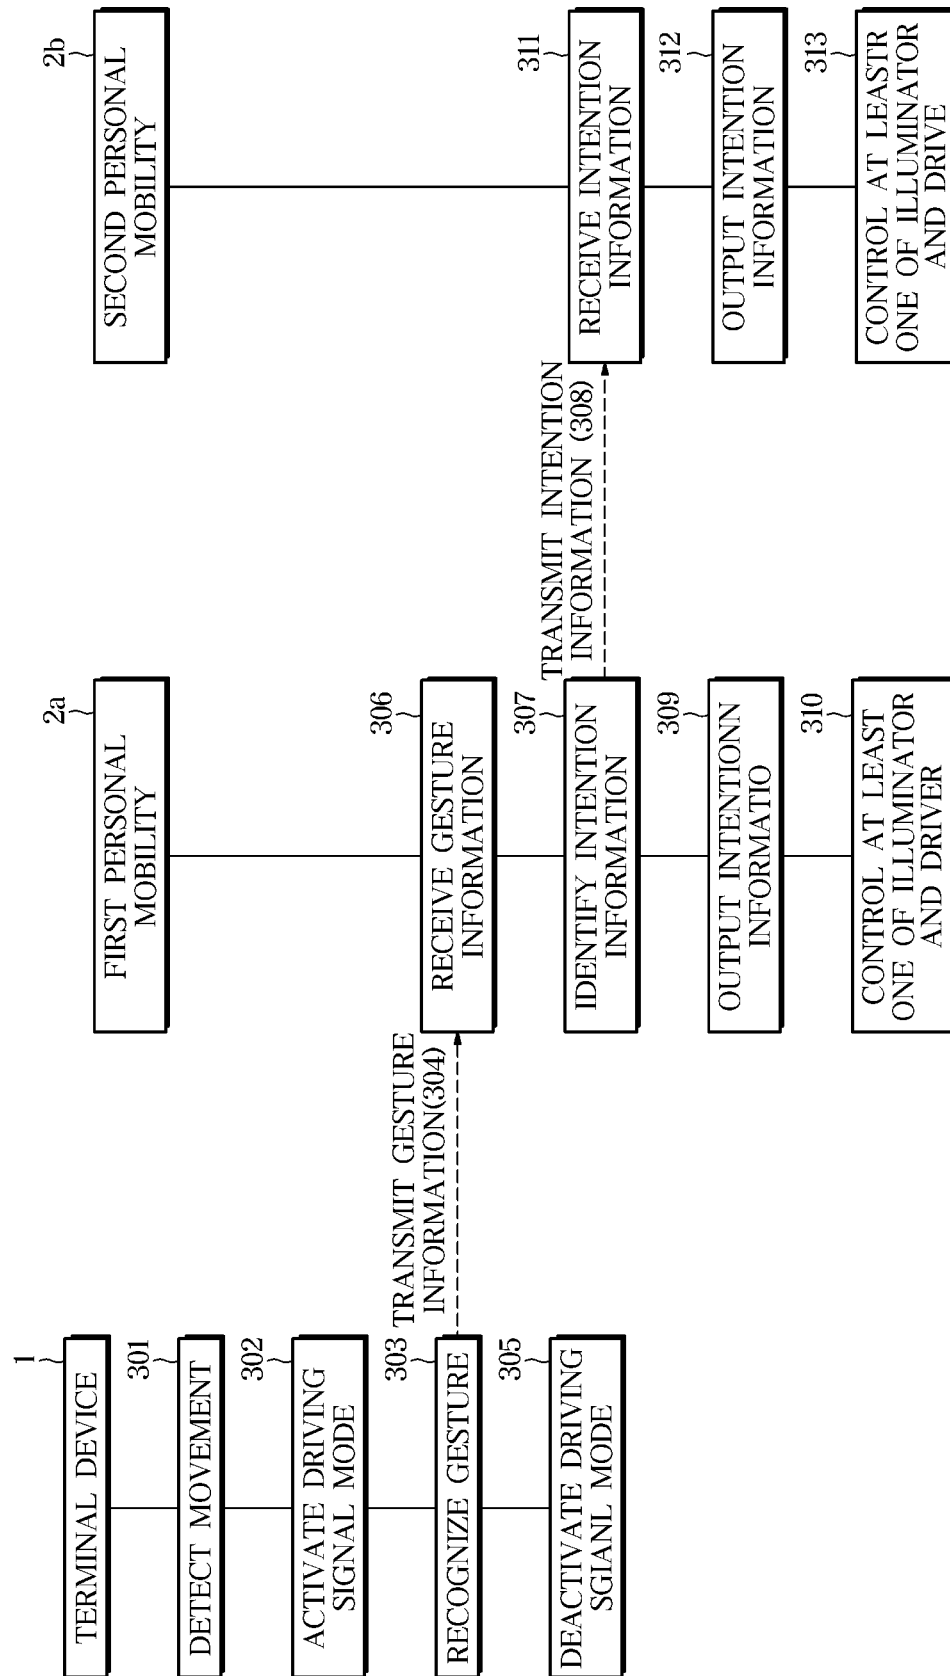 1
TERMINAL DEVICE
301
DETECT MOVEMENT
302
ACTIVATE DRIVING
SIGNAL MODE
303
RECOGNIZE GESTURE
305
DEACTIVATE DRIVING
SGIANL MODE
TRANSMIT GESTURE
INFORMATION(304)
2a
FIRST PERSONAL
MOBILITY
306
RECEIVE GESTURE
INFORMATION
307
IDENTIFY INTENTION
INFORMATION
309
OUTPUT INTENTIONN
INFORMATIO
310
CONTROL AT LEAST
ONE OF ILLUMINATOR
AND DRIVER
TRANSMIT INTENTION
INFORMATION (308)
2b
SECOND PERSONAL
MOBILITY
311
RECEIVE INTENTION
INFORMATION
312
OUTPUT INTENTION
INFORMATION
313
CONTROL AT LEASTR
ONE OF ILLUMINATOR
AND DRIVE